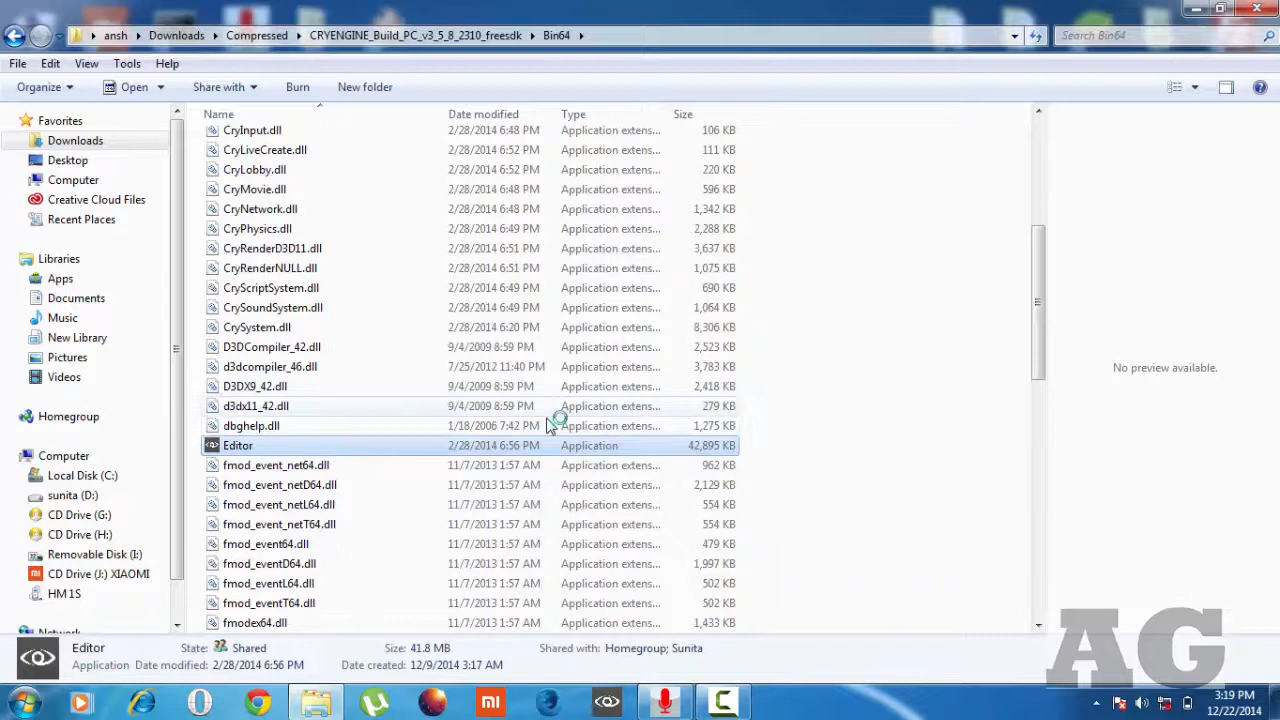 ansh ▸ Downloads ▸ Compressed ▸ CRYENGINE_Build_PC_v3_5_8_2310_freesdk ▸ Bin64 ▸ Search Bin64
File Edit View Tools Help
Organize Open Share with Burn New folder
Name Date modified Type Size
CryInput.dll 2/28/2014 6:48 PM Application extens... 106 KB
CryLiveCreate.dll 2/28/2014 6:52 PM Application extens... 111 KB
CryLobby.dll 2/28/2014 6:52 PM Application extens... 220 KB
CryMovie.dll 2/28/2014 6:48 PM Application extens... 596 KB
CryNetwork.dll 2/28/2014 6:48 PM Application extens... 1,342 KB
CryPhysics.dll 2/28/2014 6:49 PM Application extens... 2,288 KB
CryRenderD3D11.dll 2/28/2014 6:51 PM Application extens... 3,637 KB
CryRenderNULL.dll 2/28/2014 6:51 PM Application extens... 1,075 KB
CryScriptSystem.dll 2/28/2014 6:49 PM Application extens... 690 KB
CrySoundSystem.dll 2/28/2014 6:49 PM Application extens... 1,064 KB
CrySystem.dll 2/28/2014 6:20 PM Application extens... 8,306 KB
D3DCompiler_42.dll 9/4/2009 8:59 PM Application extens... 2,523 KB
d3dcompiler_46.dll 7/25/2012 11:40 PM Application extens... 3,783 KB
D3DX9_42.dll 9/4/2009 8:59 PM Application extens... 2,418 KB
d3dx11_42.dll 9/4/2009 8:59 PM Application extens... 279 KB
dbghelp.dll 1/18/2006 7:42 PM Application extens... 1,275 KB
Editor 2/28/2014 6:56 PM Application 42,895 KB
fmod_event_net64.dll 11/7/2013 1:57 AM Application extens... 962 KB
fmod_event_netD64.dll 11/7/2013 1:57 AM Application extens... 2,129 KB
fmod_event_netL64.dll 11/7/2013 1:57 AM Application extens... 554 KB
fmod_event_netT64.dll 11/7/2013 1:57 AM Application extens... 554 KB
fmod_event64.dll 11/7/2013 1:57 AM Application extens... 479 KB
fmod_eventD64.dll 11/7/2013 1:57 AM Application extens... 1,997 KB
fmod_eventL64.dll 11/7/2013 1:57 AM Application extens... 502 KB
fmod_eventT64.dll 11/7/2013 1:57 AM Application extens... 502 KB
fmodex64.dll 11/7/2013 1:57 AM Application extens... 1,433 KB
Favorites
Downloads
Desktop
Computer
Creative Cloud Files
Recent Places
Libraries
Apps
Documents
Music
New Library
Pictures
Videos
Homegroup
Computer
Local Disk (C:)
sunita (D:)
CD Drive (G:)
CD Drive (H:)
Removable Disk (I:)
CD Drive (J:) XIAOMI
HM 1S
Network
No preview available.
Editor State: Shared Size: 41.8 MB Shared with: Homegroup; Sunita
Application Date modified: 2/28/2014 6:56 PM Date created: 12/9/2014 3:17 AM
AG
3:19 PM
12/22/2014